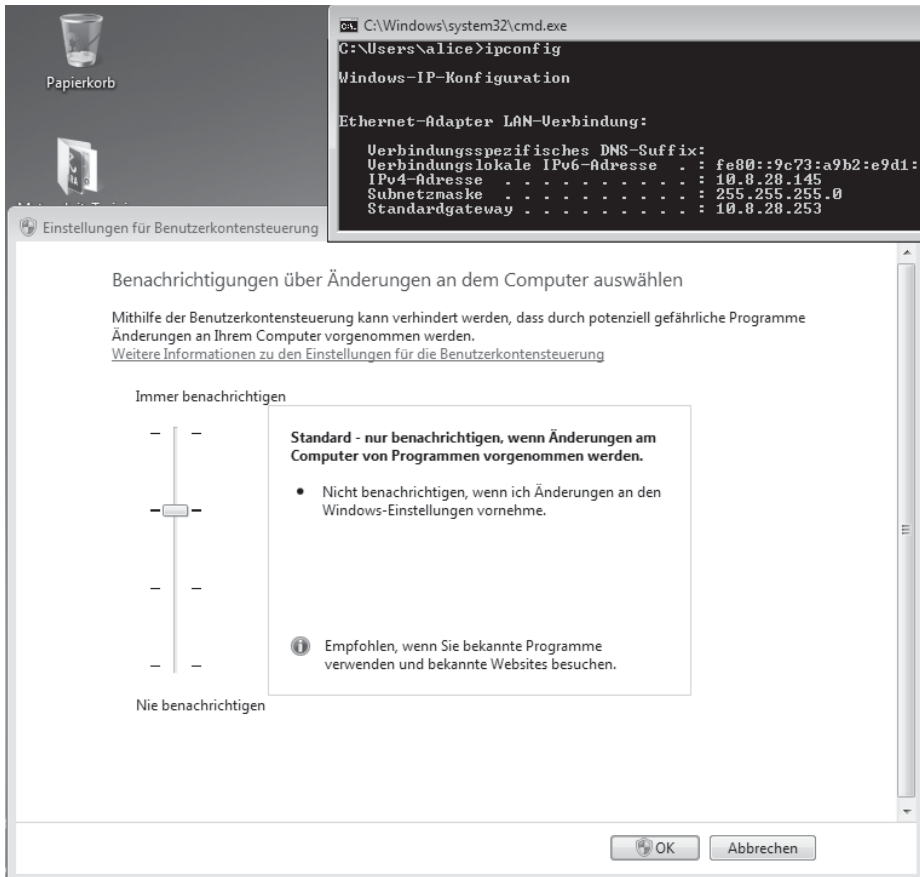 Papierkorb
C:\Windows\system32\cmd.exe
C:\Users\alice>ipconfig
Windows-IP-Konfiguration
Ethernet-Adapter LAN-Verbindung:
Verbindungsspezifisches DNS-Suffix:
Verbindungslokale IPv6-Adresse . : fe80::9c73:a9b2:e9d1:
IPv4-Adresse . . . . . . . . . . : 10.8.28.145
Subnetzmaske . . . . . . . . . . : 255.255.255.0
Standardgateway . . . . . . . . . : 10.8.28.253
Einstellungen für Benutzerkontensteuerung
Benachrichtigungen über Änderungen an dem Computer auswählen
Mithilfe der Benutzerkontensteuerung kann verhindert werden, dass durch potenziell gefährliche Programme
Änderungen an Ihrem Computer vorgenommen werden.
Weitere Informationen zu den Einstellungen für die Benutzerkontensteuerung
Immer benachrichtigen
Standard - nur benachrichtigen, wenn Änderungen am
Computer von Programmen vorgenommen werden.
• Nicht benachrichtigen, wenn ich Änderungen an den
Windows-Einstellungen vornehme.
Empfohlen, wenn Sie bekannte Programme
verwenden und bekannte Websites besuchen.
Nie benachrichtigen
OK
Abbrechen